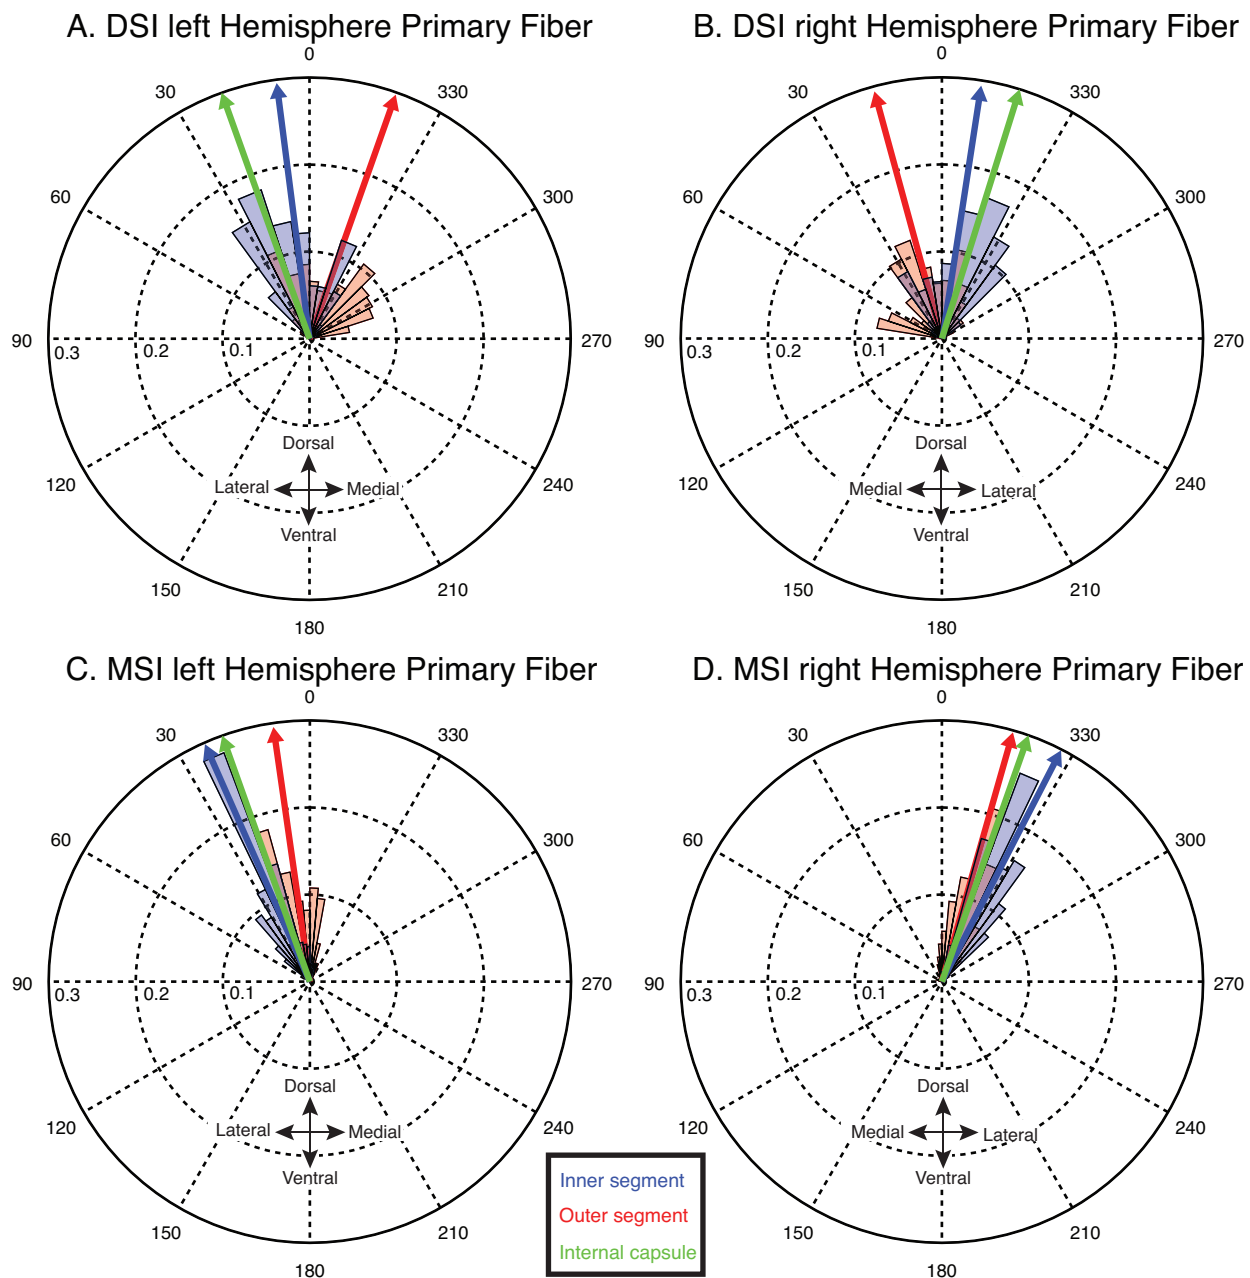 A. DSI left Hemisphere Primary Fiber
B. DSI right Hemisphere Primary Fiber
0
30
330
60
300
90
0.3
0.2
0.1
270
Dorsal
Lateral
Medial
Ventral
120
240
150
210
180
0
30
330
60
300
90
0.3
0.2
0.1
270
Dorsal
Medial
Lateral
Ventral
120
240
150
210
180
C. MSI left Hemisphere Primary Fiber
D. MSI right Hemisphere Primary Fiber
0
30
330
60
300
90
0.3
0.2
0.1
270
Dorsal
Lateral
Medial
Ventral
120
240
150
210
180
0
30
330
60
300
90
0.3
0.2
0.1
270
Dorsal
Medial
Lateral
Ventral
120
240
150
210
180
Inner segment
Outer segment
Internal capsule